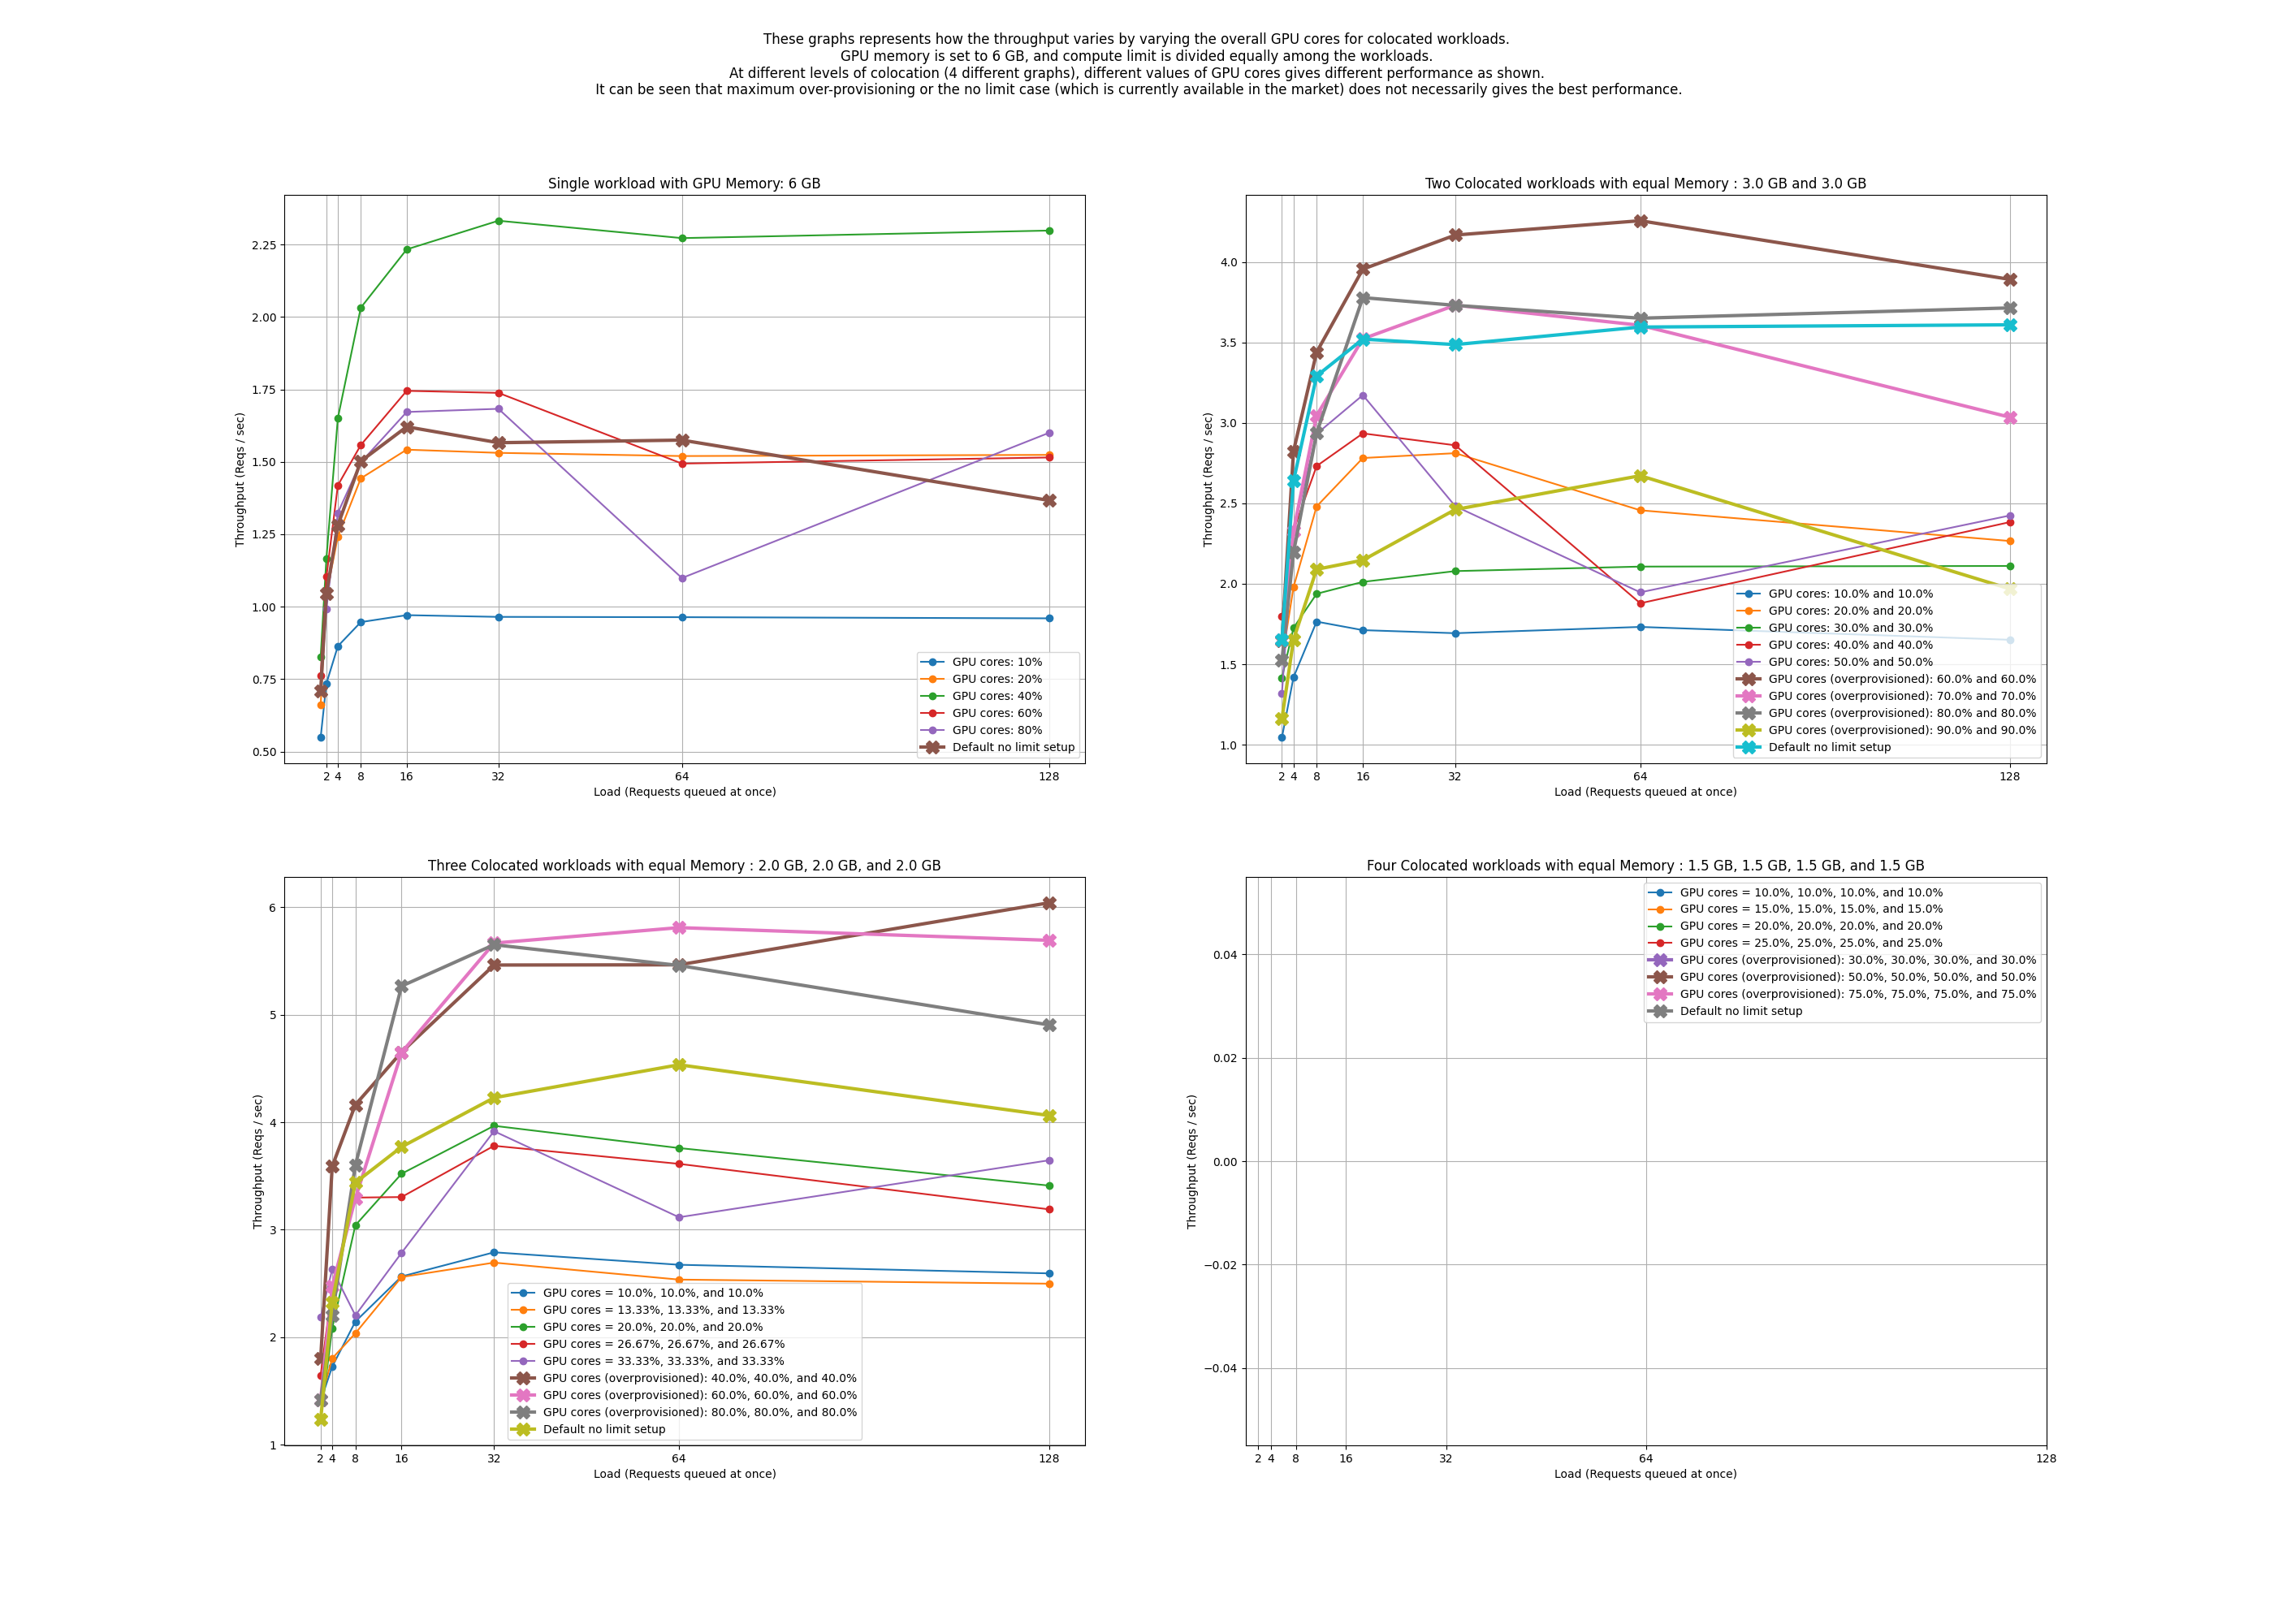 These graphs represents how the throughput varies by varying the overall GPU cores for colocated workloads.
GPU memory is set to 6 GB, and compute limit is divided equally among the workloads.
At different levels of colocation (4 different graphs), different values of GPU cores gives different performance as shown.
It can be seen that maximum over-provisioning or the no limit case (which is currently available in the market) does not necessarily gives the best performance.
Single workload with GPU Memory: 6 GB
Throughput (Reqs / sec)
2.25
2.00
1.75
1.50
1.25
1.00
0.75
0.50
GPU cores: 10%
GPU cores: 20%
GPU cores: 40%
GPU cores: 60%
GPU cores: 80%
Default no limit setup
2 4 8 16 32 64 128
Load (Requests queued at once)
Two Colocated workloads with equal Memory : 3.0 GB and 3.0 GB
Throughput (Reqs / sec)
4.0
3.5
3.0
2.5
2.0
1.5
1.0
GPU cores: 10.0% and 10.0%
GPU cores: 20.0% and 20.0%
GPU cores: 30.0% and 30.0%
GPU cores: 40.0% and 40.0%
GPU cores: 50.0% and 50.0%
GPU cores (overprovisioned): 60.0% and 60.0%
GPU cores (overprovisioned): 70.0% and 70.0%
GPU cores (overprovisioned): 80.0% and 80.0%
GPU cores (overprovisioned): 90.0% and 90.0%
Default no limit setup
2 4 8 16 32 64 128
Load (Requests queued at once)
Three Colocated workloads with equal Memory : 2.0 GB, 2.0 GB, and 2.0 GB
Throughput (Reqs / sec)
6
5
4
3
2
1
GPU cores = 10.0%, 10.0%, and 10.0%
GPU cores = 13.33%, 13.33%, and 13.33%
GPU cores = 20.0%, 20.0%, and 20.0%
GPU cores = 26.67%, 26.67%, and 26.67%
GPU cores = 33.33%, 33.33%, and 33.33%
GPU cores (overprovisioned): 40.0%, 40.0%, and 40.0%
GPU cores (overprovisioned): 60.0%, 60.0%, and 60.0%
GPU cores (overprovisioned): 80.0%, 80.0%, and 80.0%
Default no limit setup
2 4 8 16 32 64 128
Load (Requests queued at once)
Four Colocated workloads with equal Memory : 1.5 GB, 1.5 GB, 1.5 GB, and 1.5 GB
Throughput (Reqs / sec)
0.04
0.02
0.00
−0.02
−0.04
GPU cores = 10.0%, 10.0%, 10.0%, and 10.0%
GPU cores = 15.0%, 15.0%, 15.0%, and 15.0%
GPU cores = 20.0%, 20.0%, 20.0%, and 20.0%
GPU cores = 25.0%, 25.0%, 25.0%, and 25.0%
GPU cores (overprovisioned): 30.0%, 30.0%, 30.0%, and 30.0%
GPU cores (overprovisioned): 50.0%, 50.0%, 50.0%, and 50.0%
GPU cores (overprovisioned): 75.0%, 75.0%, 75.0%, and 75.0%
Default no limit setup
2 4 8 16 32 64 128
Load (Requests queued at once)